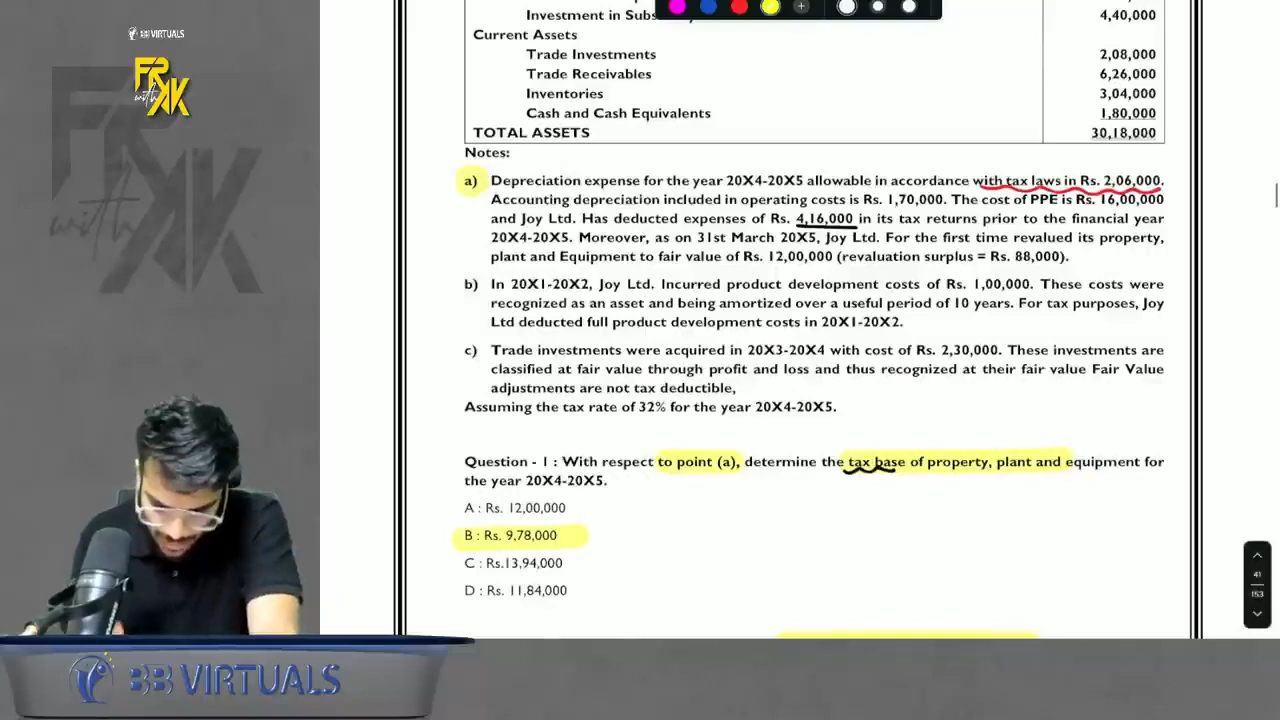 BB VIRTUALS
FR
with
AK
Investment in Subs
4,40,000
Current Assets
Trade Investments 2,08,000
Trade Receivables 6,26,000
Inventories 3,04,000
Cash and Cash Equivalents 1,80,000
TOTAL ASSETS 30,18,000
Notes:
a) Depreciation expense for the year 20X4-20X5 allowable in accordance with tax laws in Rs. 2,06,000.
Accounting depreciation included in operating costs is Rs. 1,70,000. The cost of PPE is Rs. 16,00,000
and Joy Ltd. Has deducted expenses of Rs. 4,16,000 in its tax returns prior to the financial year
20X4-20X5. Moreover, as on 31st March 20X5, Joy Ltd. For the first time revalued its property,
plant and Equipment to fair value of Rs. 12,00,000 (revaluation surplus = Rs. 88,000).
b) In 20X1-20X2, Joy Ltd. Incurred product development costs of Rs. 1,00,000. These costs were
recognized as an asset and being amortized over a useful period of 10 years. For tax purposes, Joy
Ltd deducted full product development costs in 20X1-20X2.
c) Trade investments were acquired in 20X3-20X4 with cost of Rs. 2,30,000. These investments are
classified at fair value through profit and loss and thus recognized at their fair value Fair Value
adjustments are not tax deductible,
Assuming the tax rate of 32% for the year 20X4-20X5.
Question - 1 : With respect to point (a), determine the tax base of property, plant and equipment for
the year 20X4-20X5.
A : Rs. 12,00,000
B : Rs. 9,78,000
C : Rs.13,94,000
D : Rs. 11,84,000
41
153
BB VIRTUALS